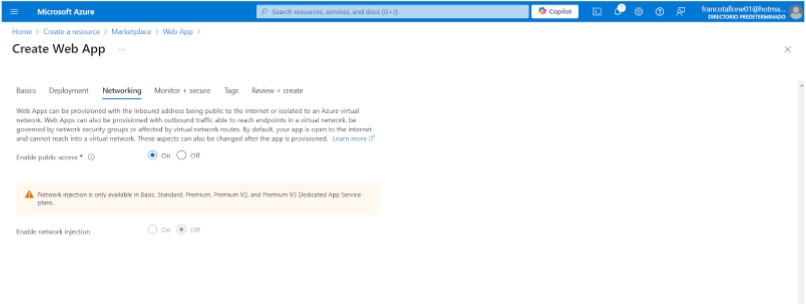 Microsoft Azure
Search resources, services, and docs (G+/)
Copilot
francotallone01@hotma...
DIRECTORIO PREDETERMINADO
Home > Create a resource > Marketplace > Web App >
Create Web App ...
Basics Deployment Networking Monitor + secure Tags Review + create
Web Apps can be provisioned with the inbound address being public to the internet or isolated to an Azure virtual
network. Web Apps can also be provisioned with outbound traffic able to reach endpoints in a virtual network, be
governed by network security groups or affected by virtual network routes. By default, your app is open to the internet
and cannot reach into a virtual network. These aspects can also be changed after the app is provisioned. Learn more
Enable public access * On Off
Network injection is only available in Basic, Standard, Premium, Premium V2, and Premium V3 Dedicated App Service
plans.
Enable network injection On Off